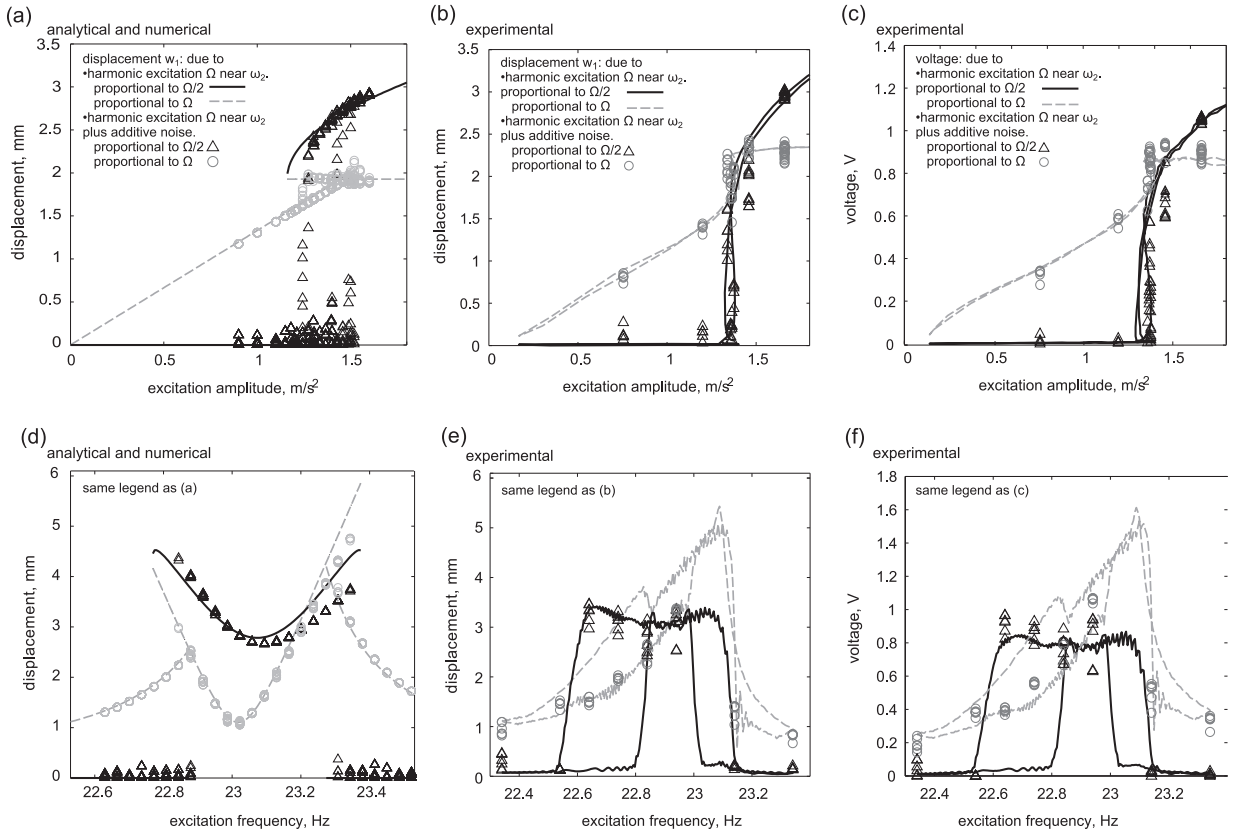 (a)
analytical and numerical
3.5
3
2.5
2
1.5
1
0.5
0
displacement, mm
displacement w1: due to
•harmonic excitation Ω near ω2.
proportional to Ω/2
proportional to Ω
•harmonic excitation Ω near ω2
plus additive noise.
proportional to Ω/2
proportional to Ω
0
0.5
1
1.5
excitation amplitude, m/s2
(b)
experimental
3.5
3
2.5
2
1.5
1
0.5
0
displacement, mm
displacement w1: due to
•harmonic excitation Ω near ω2.
proportional to Ω/2
proportional to Ω
•harmonic excitation Ω near ω2
plus additive noise.
proportional to Ω/2
proportional to Ω
0
0.5
1
1.5
excitation amplitude, m/s2
(c)
experimental
1.4
1.2
1
0.8
0.6
0.4
0.2
0
voltage, V
voltage: due to
•harmonic excitation Ω near ω2.
proportional to Ω/2
proportional to Ω
•harmonic excitation Ω near ω2
plus additive noise.
proportional to Ω/2
proportional to Ω
0
0.5
1
1.5
excitation amplitude, m/s2
(d)
analytical and numerical
6
5
4
3
2
1
0
displacement, mm
same legend as (a)
22.6
22.8
23
23.2
23.4
excitation frequency, Hz
(e)
experimental
6
5
4
3
2
1
0
displacement, mm
same legend as (b)
22.4
22.6
22.8
23
23.2
excitation frequency, Hz
(f)
experimental
1.8
1.6
1.4
1.2
1
0.8
0.6
0.4
0.2
0
voltage, V
same legend as (c)
22.4
22.6
22.8
23
23.2
excitation frequency, Hz